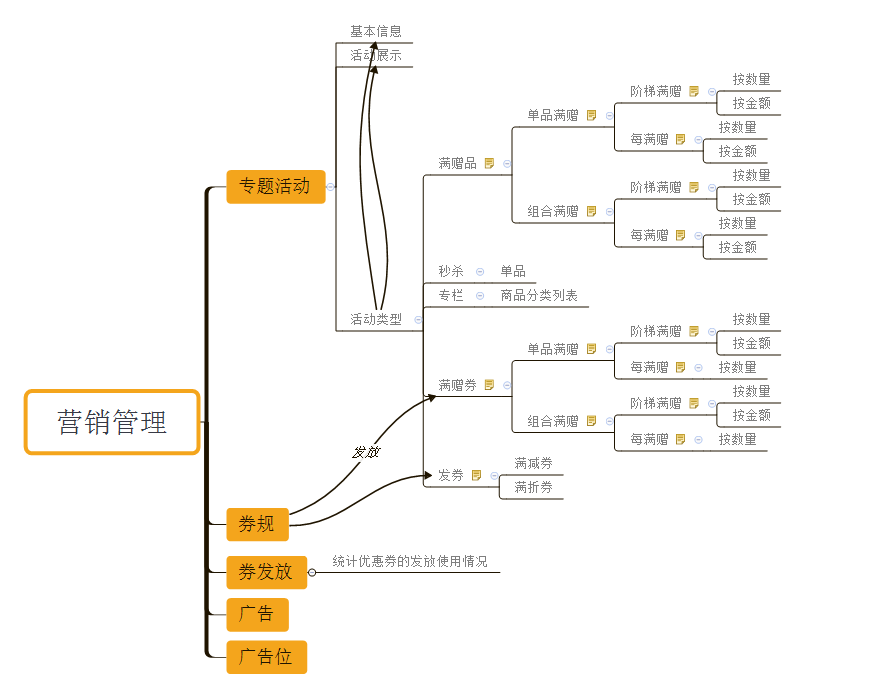 营销管理
专题活动
基本信息
活动展示
活动类型
满赠品
单品满赠
阶梯满赠
按数量
按金额
每满赠
按数量
按金额
组合满赠
阶梯满赠
按数量
按金额
每满赠
按数量
按金额
秒杀
单品
专栏
商品分类列表
满赠券
单品满赠
阶梯满赠
按数量
按金额
每满赠
按数量
组合满赠
阶梯满赠
按数量
按金额
每满赠
按数量
发券
满减券
满折券
券规
发放
券发放
统计优惠券的发放使用情况
广告
广告位